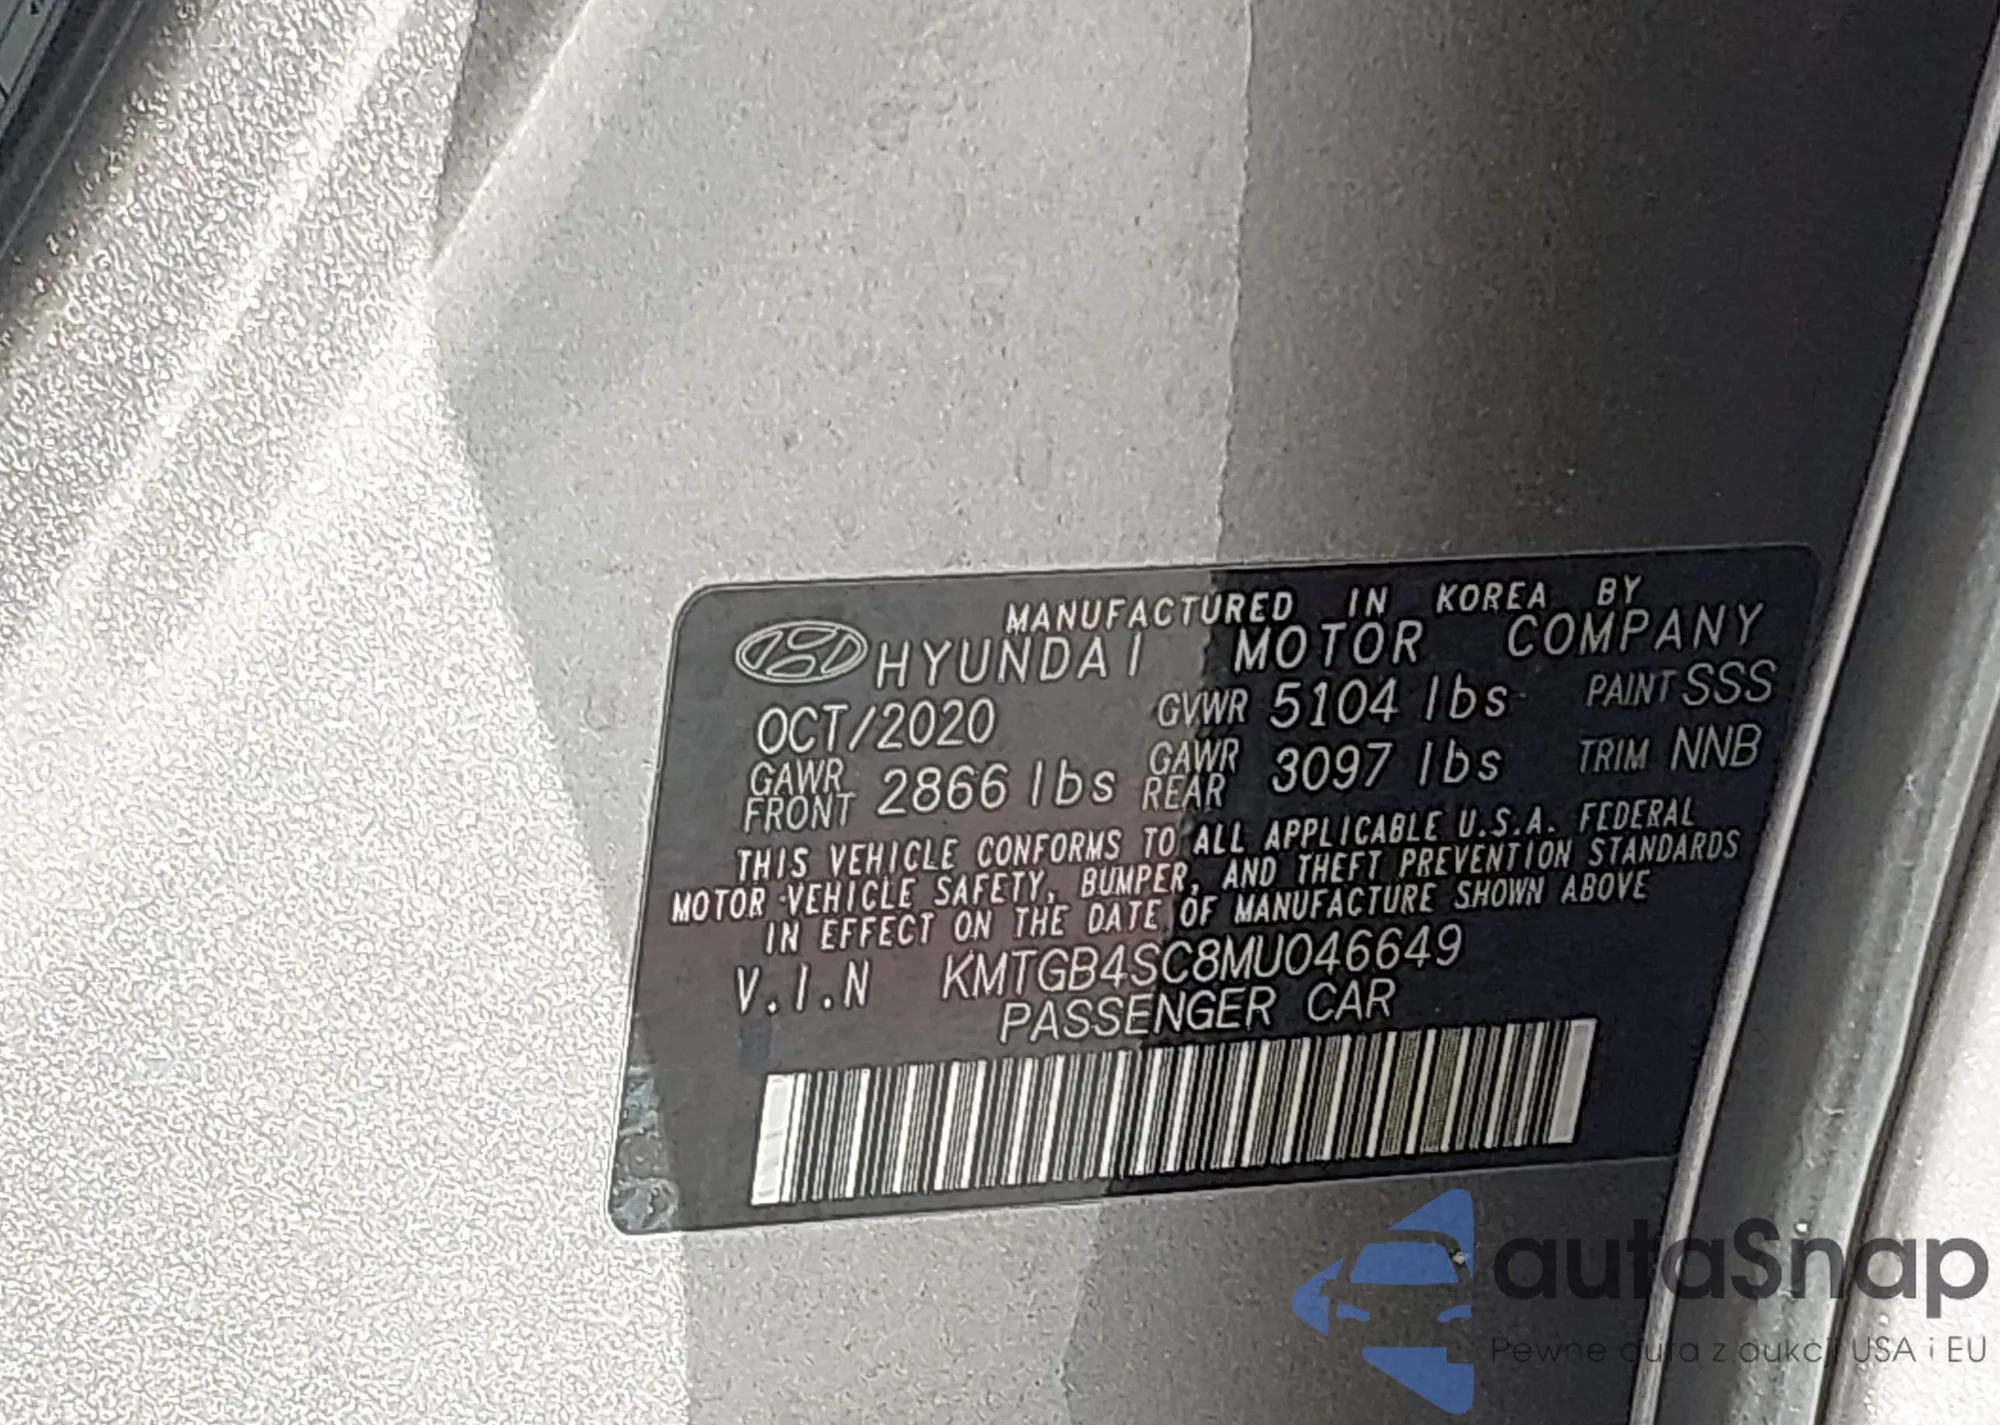 MANUFACTURED IN KOREA BY
HYUNDAI MOTOR COMPANY
OCT/2020 GVWR 5104 lbs PAINT SSS
GAWR FRONT 2866 lbs GAWR REAR 3097 lbs TRIM NNB
THIS VEHICLE CONFORMS TO ALL APPLICABLE U.S.A. FEDERAL
MOTOR VEHICLE SAFETY, BUMPER, AND THEFT PREVENTION STANDARDS
IN EFFECT ON THE DATE OF MANUFACTURE SHOWN ABOVE
V.I.N KMTGB4SC8MU046649
PASSENGER CAR
autaSnap
Pewne auta z aukcji USA i EU